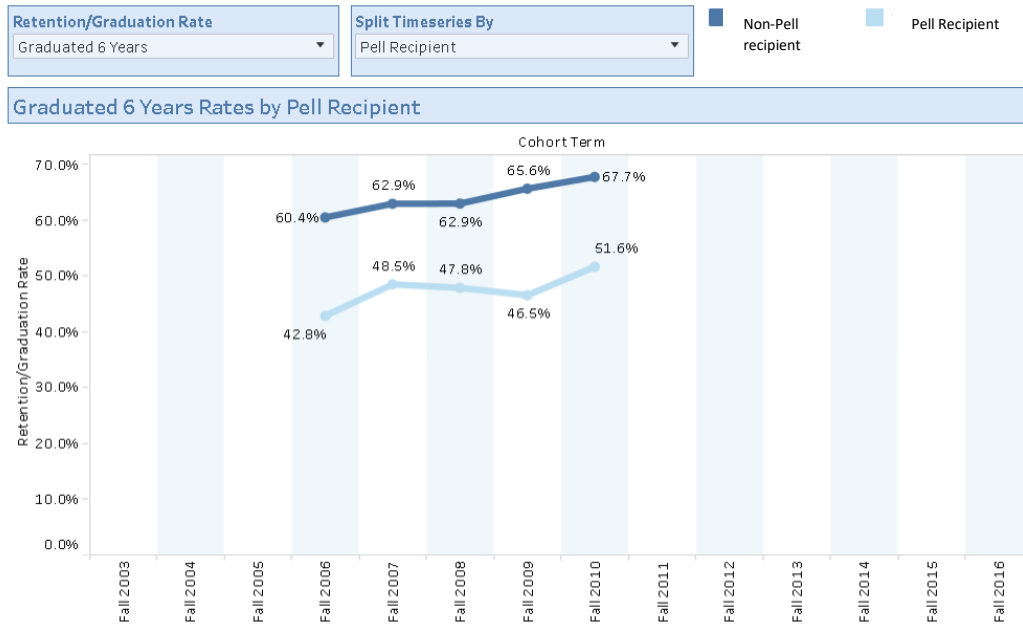 Retention/Graduation Rate
Graduated 6 Years
Split Timeseries By
Pell Recipient
Non-Pell
recipient
Pell Recipient
Graduated 6 Years Rates by Pell Recipient
Cohort Term
Retention/Graduation Rate
70.0%
60.0%
50.0%
40.0%
30.0%
20.0%
10.0%
0.0%
60.4%
62.9%
62.9%
65.6%
67.7%
42.8%
48.5%
47.8%
46.5%
51.6%
Fall 2003
Fall 2004
Fall 2005
Fall 2006
Fall 2007
Fall 2008
Fall 2009
Fall 2010
Fall 2011
Fall 2012
Fall 2013
Fall 2014
Fall 2015
Fall 2016